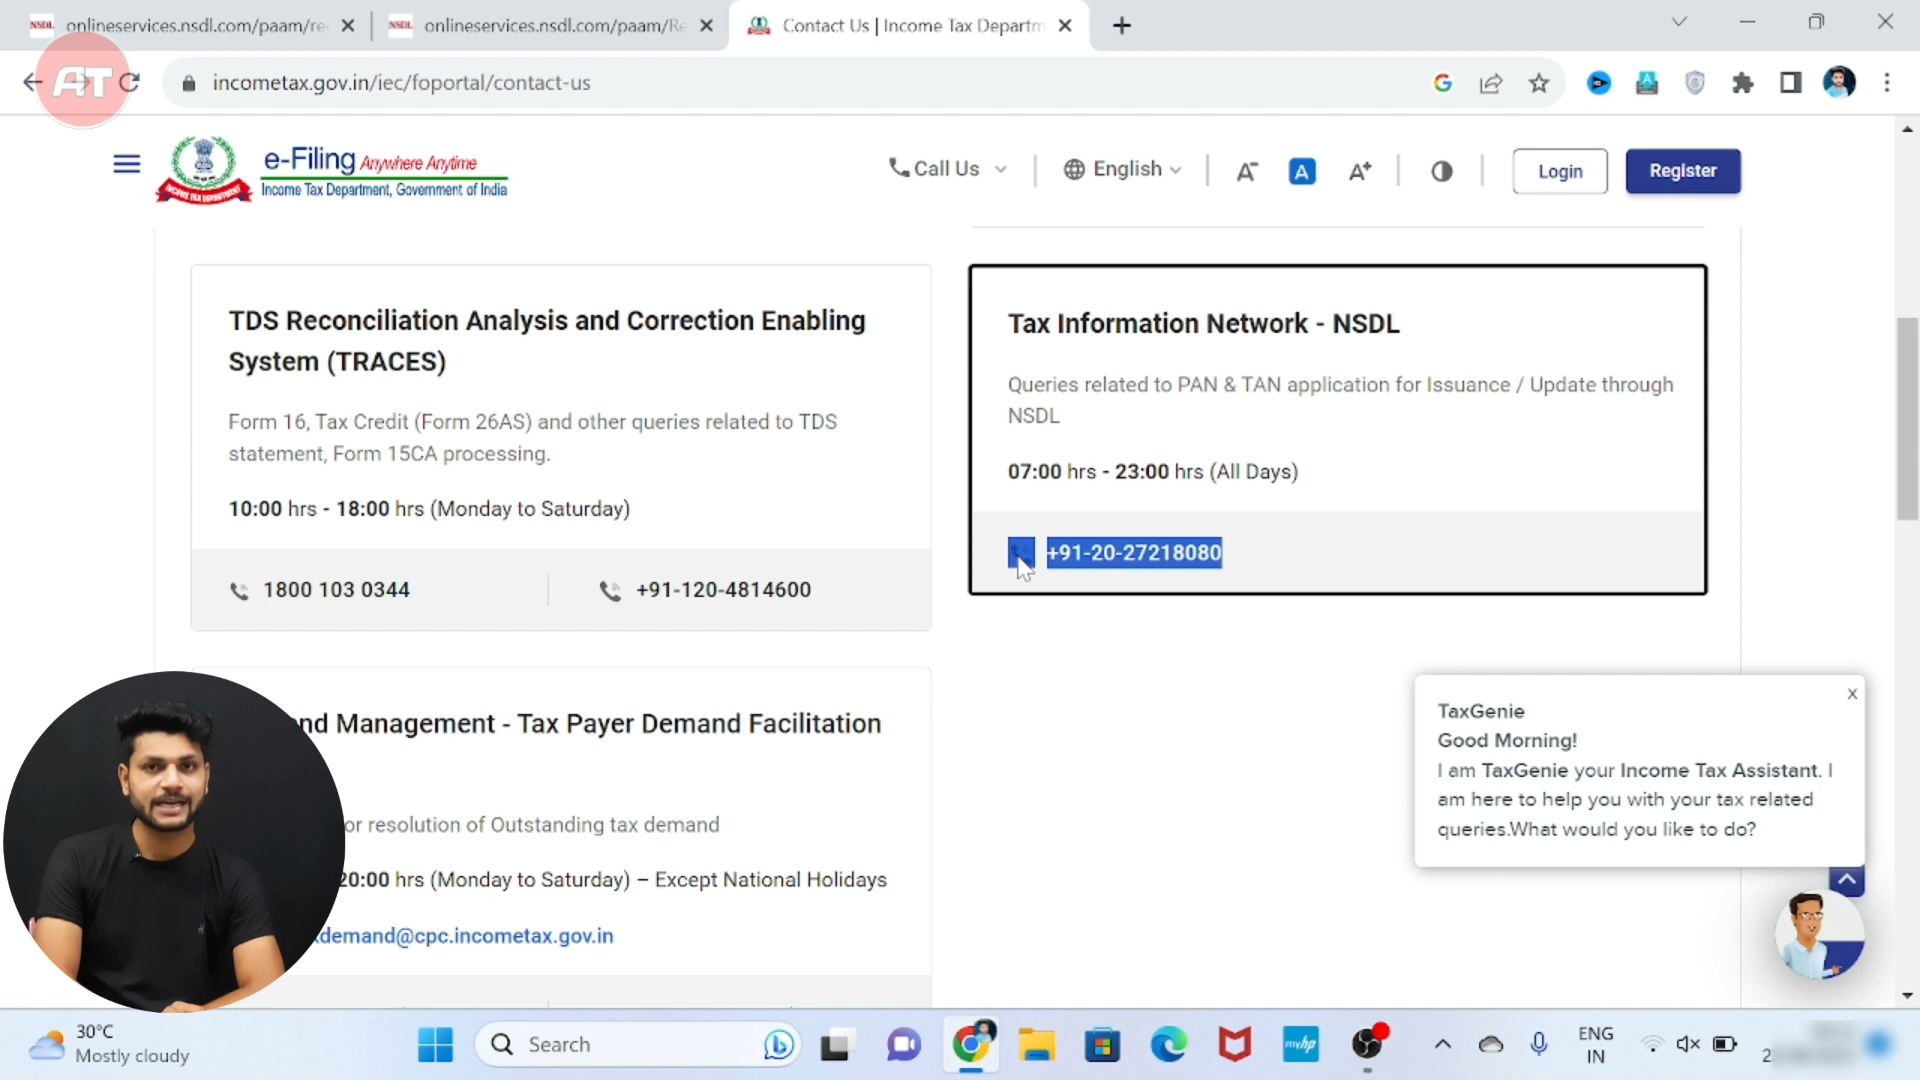 NSDL onlineservices.nsdl.com/paam/re
NSDL onlineservices.nsdl.com/paam/Re
Contact Us | Income Tax Departm
AT
incometax.gov.in/iec/foportal/contact-us
e-Filing Anywhere Anytime
Income Tax Department, Government of India
INCOME TAX DEPARTMENT
Call Us
English
A-
A
A+
Login
Register
TDS Reconciliation Analysis and Correction Enabling
System (TRACES)
Form 16, Tax Credit (Form 26AS) and other queries related to TDS
statement, Form 15CA processing.
10:00 hrs - 18:00 hrs (Monday to Saturday)
1800 103 0344
+91-120-4814600
Tax Information Network - NSDL
Queries related to PAN & TAN application for Issuance / Update through
NSDL
07:00 hrs - 23:00 hrs (All Days)
+91-20-27218080
nd Management - Tax Payer Demand Facilitation
or resolution of Outstanding tax demand
20:00 hrs (Monday to Saturday) – Except National Holidays
demand@cpc.incometax.gov.in
x
TaxGenie
Good Morning!
I am TaxGenie your Income Tax Assistant. I
am here to help you with your tax related
queries.What would you like to do?
30°C
Mostly cloudy
Search
myhp
ENG
IN